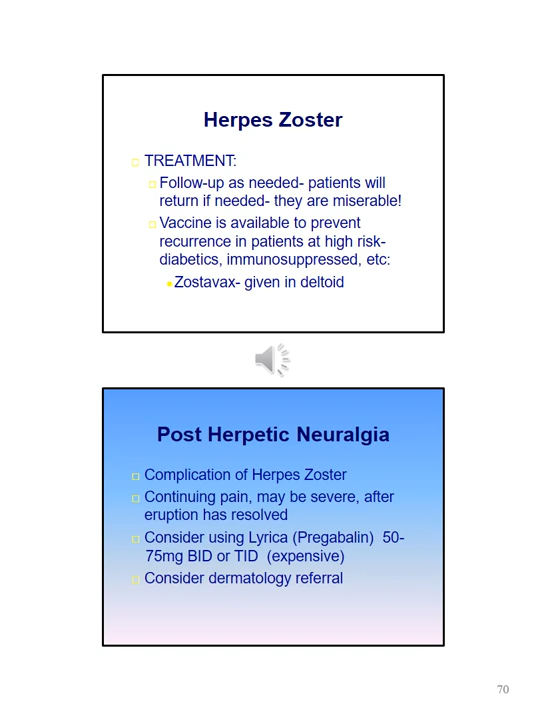 Herpes Zoster
TREATMENT:
Follow-up as needed- patients will
return if needed- they are miserable!
Vaccine is available to prevent
recurrence in patients at high risk-
diabetics, immunosuppressed, etc:
Zostavax- given in deltoid
Post Herpetic Neuralgia
Complication of Herpes Zoster
Continuing pain, may be severe, after
eruption has resolved
Consider using Lyrica (Pregabalin) 50-
75mg BID or TID (expensive)
Consider dermatology referral
70